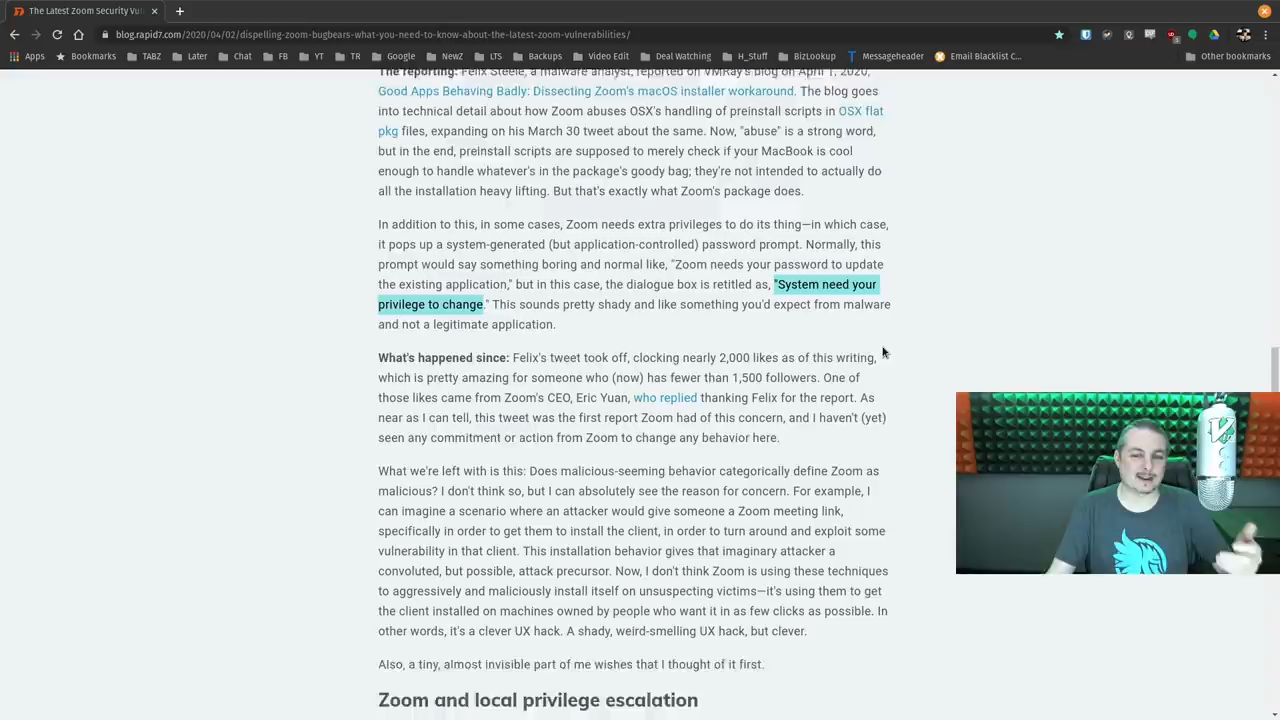 The Latest Zoom Security Vul
blog.rapid7.com/2020/04/02/dispelling-zoom-bugbears-what-you-need-to-know-about-the-latest-zoom-vulnerabilities/
Apps Bookmarks TABZ Later Chat FB YT TR Google NewZ LTS Backups Video Edit Deal Watching H_Stuff BizLookup Messageheader Email Blacklist C... Other bookmarks
The reporting: Felix Steele, a malware analyst, reported on VMRay's blog on April 1, 2020,
Good Apps Behaving Badly: Dissecting Zoom's macOS installer workaround. The blog goes
into technical detail about how Zoom abuses OSX's handling of preinstall scripts in OSX flat
pkg files, expanding on his March 30 tweet about the same. Now, "abuse" is a strong word,
but in the end, preinstall scripts are supposed to merely check if your MacBook is cool
enough to handle whatever's in the package's goody bag; they're not intended to actually do
all the installation heavy lifting. But that's exactly what Zoom's package does.
In addition to this, in some cases, Zoom needs extra privileges to do its thing—in which case,
it pops up a system-generated (but application-controlled) password prompt. Normally, this
prompt would say something boring and normal like, "Zoom needs your password to update
the existing application," but in this case, the dialogue box is retitled as, "System need your
privilege to change." This sounds pretty shady and like something you'd expect from malware
and not a legitimate application.
What's happened since: Felix's tweet took off, clocking nearly 2,000 likes as of this writing,
which is pretty amazing for someone who (now) has fewer than 1,500 followers. One of
those likes came from Zoom's CEO, Eric Yuan, who replied thanking Felix for the report. As
near as I can tell, this tweet was the first report Zoom had of this concern, and I haven't (yet)
seen any commitment or action from Zoom to change any behavior here.
What we're left with is this: Does malicious-seeming behavior categorically define Zoom as
malicious? I don't think so, but I can absolutely see the reason for concern. For example, I
can imagine a scenario where an attacker would give someone a Zoom meeting link,
specifically in order to get them to install the client, in order to turn around and exploit some
vulnerability in that client. This installation behavior gives that imaginary attacker a
convoluted, but possible, attack precursor. Now, I don't think Zoom is using these techniques
to aggressively and maliciously install itself on unsuspecting victims—it's using them to get
the client installed on machines owned by people who want it in as few clicks as possible. In
other words, it's a clever UX hack. A shady, weird-smelling UX hack, but clever.
Also, a tiny, almost invisible part of me wishes that I thought of it first.
Zoom and local privilege escalation